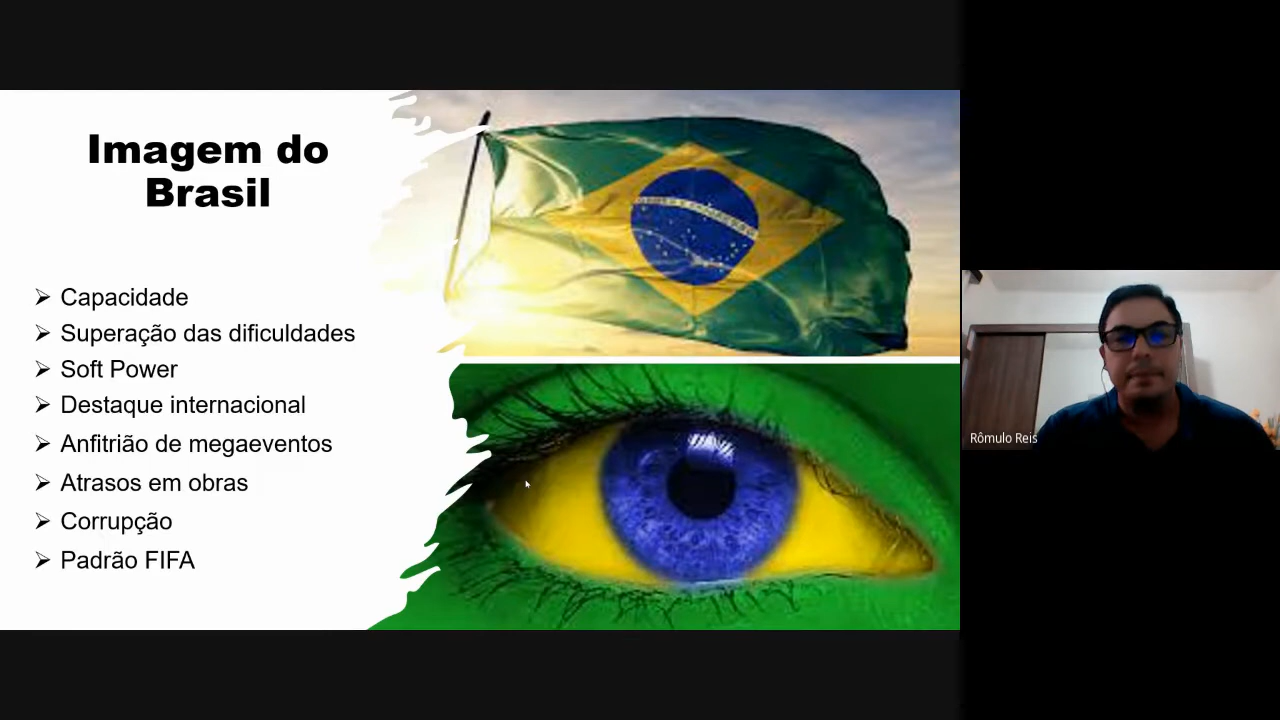 Imagem do
Brasil
Capacidade
Superação das dificuldades
Soft Power
Destaque internacional
Anfitrião de megaeventos
Atrasos em obras
Corrupção
Padrão FIFA
Rômulo Reis